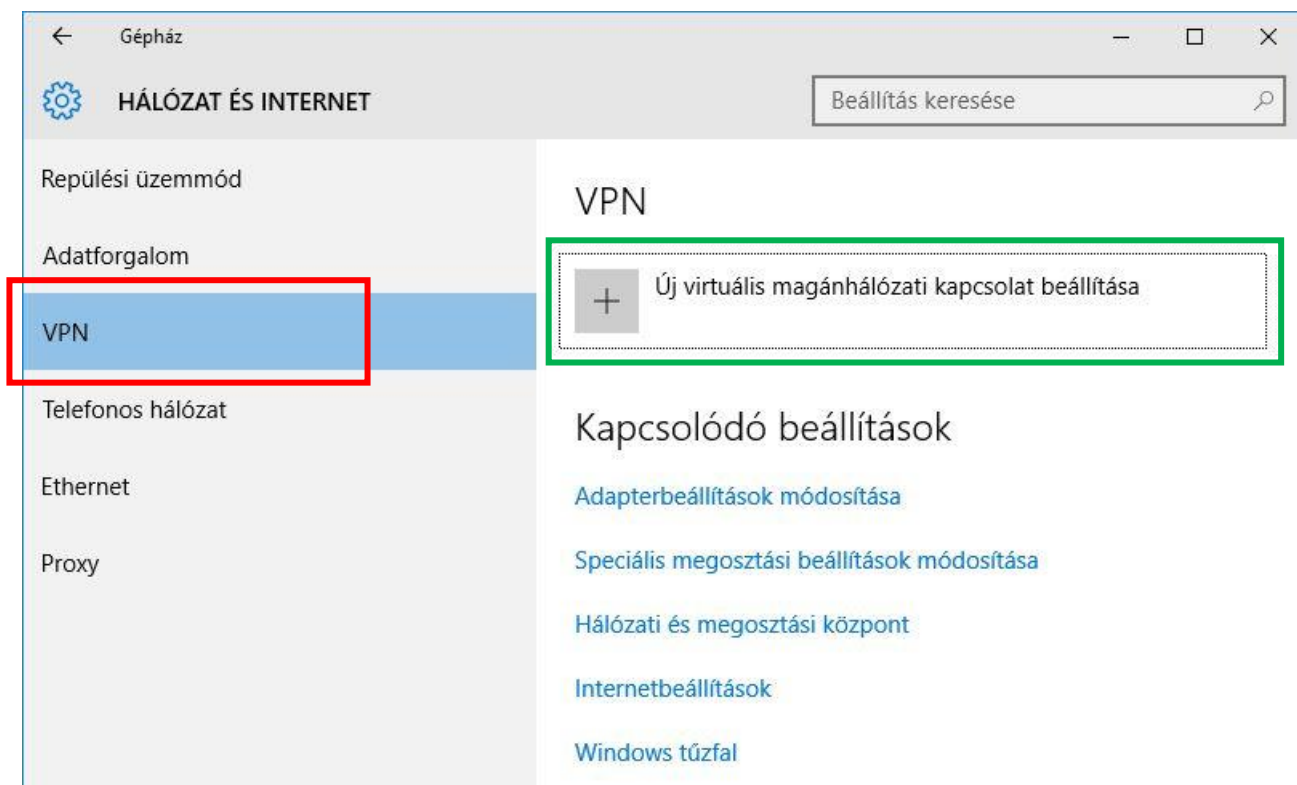 Gépház
HÁLÓZAT ÉS INTERNET
Beállítás keresése
Repülési üzemmód
Adatforgalom
VPN
Telefonos hálózat
Ethernet
Proxy
VPN
Új virtuális magánhálózati kapcsolat beállítása
Kapcsolódó beállítások
Adapterbeállítások módosítása
Speciális megosztási beállítások módosítása
Hálózati és megosztási központ
Internetbeállítások
Windows tűzfal